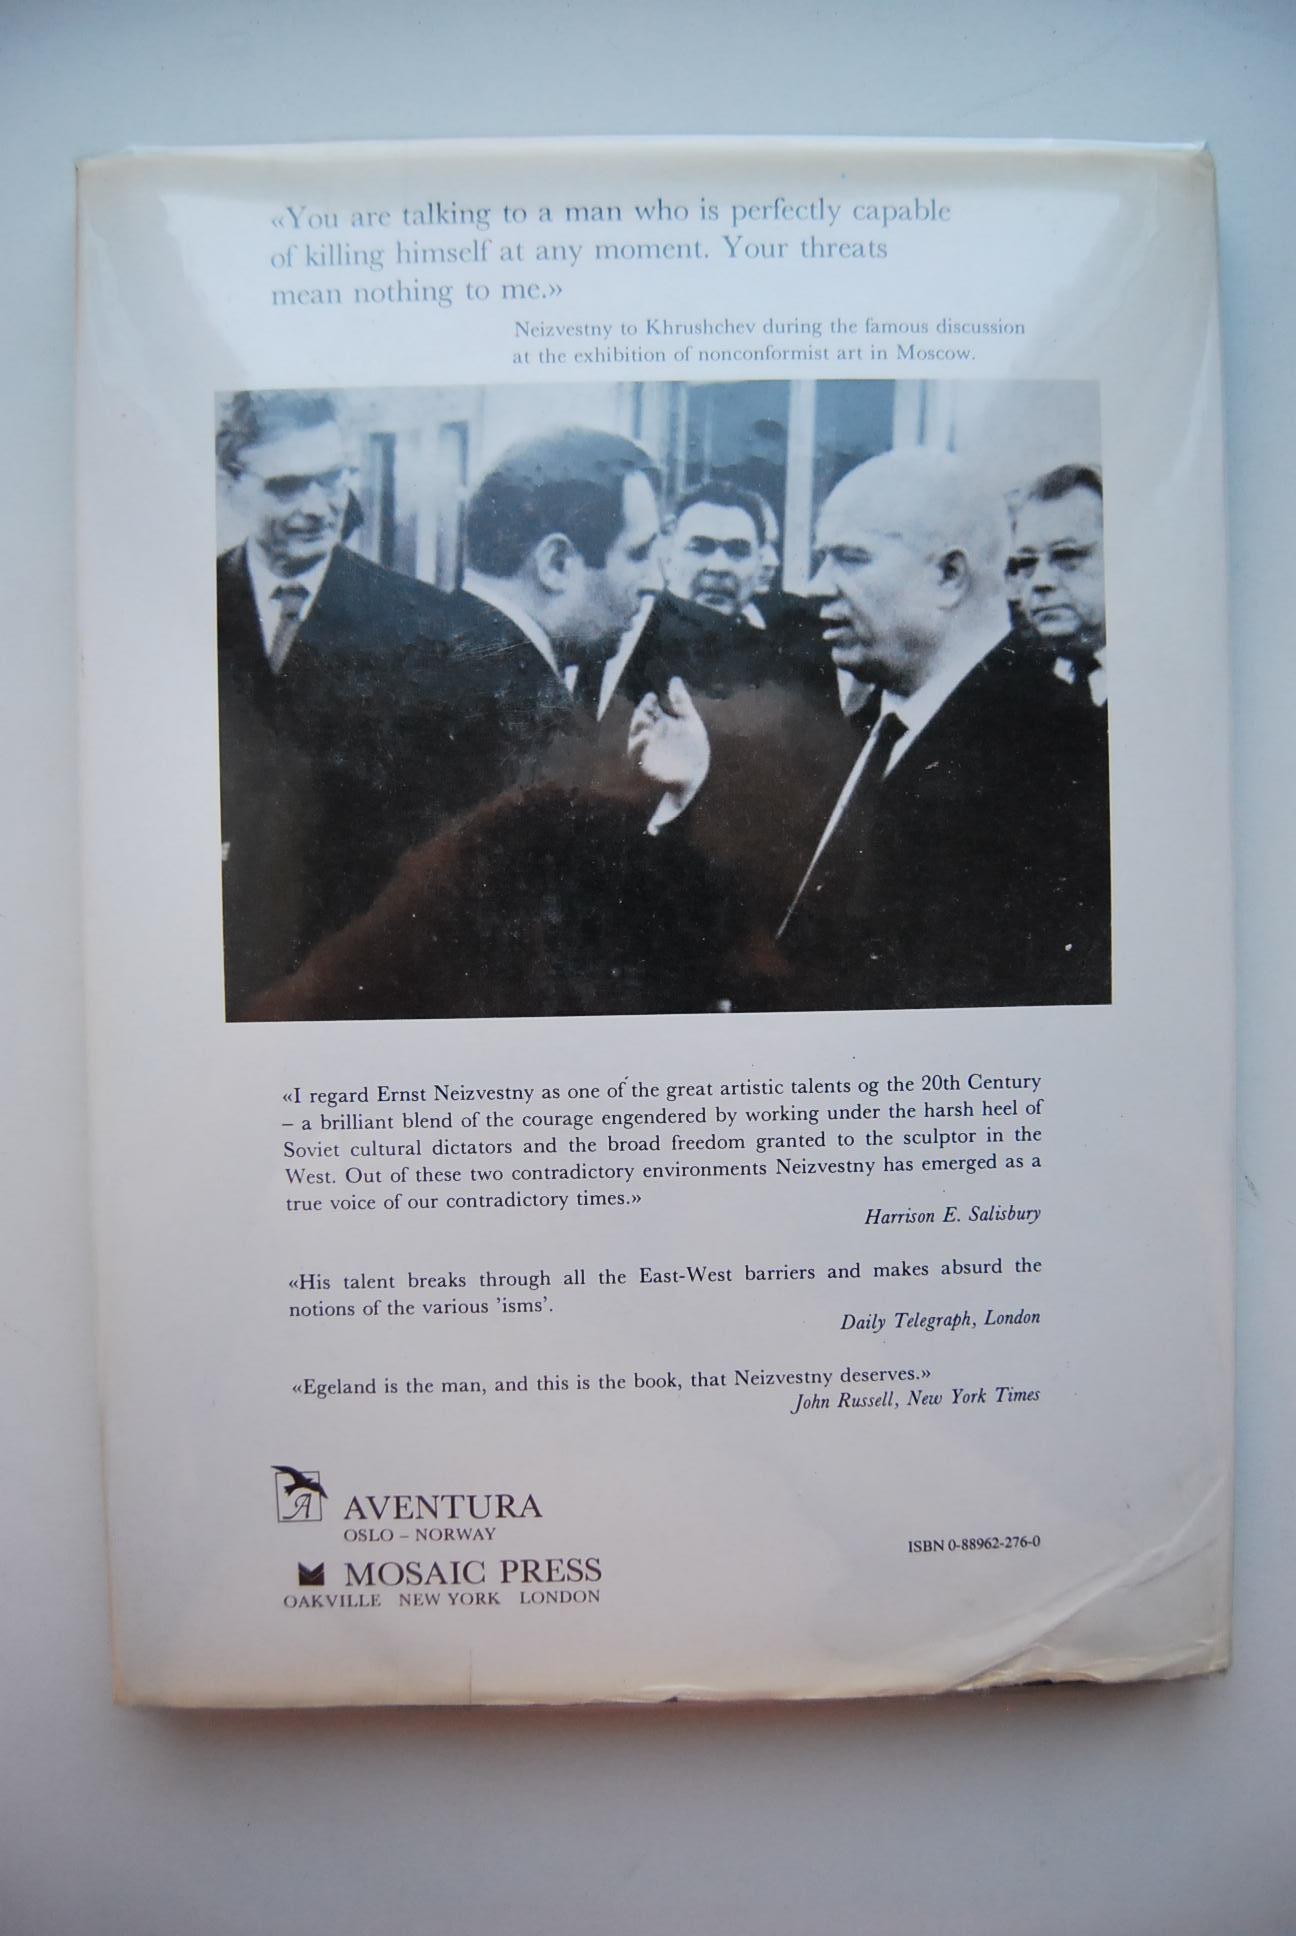 «You are talking to a man who is perfectly capable
of killing himself at any moment. Your threats
mean nothing to me.»
Neizvestny to Khrushchev during the famous discussion
at the exhibition of nonconformist art in Moscow.
«I regard Ernst Neizvestny as one of the great artistic talents og the 20th Century
– a brilliant blend of the courage engendered by working under the harsh heel of
Soviet cultural dictators and the broad freedom granted to the sculptor in the
West. Out of these two contradictory environments Neizvestny has emerged as a
true voice of our contradictory times.»
Harrison E. Salisbury
«His talent breaks through all the East-West barriers and makes absurd the
notions of the various 'isms'.
Daily Telegraph, London
«Egeland is the man, and this is the book, that Neizvestny deserves.»
John Russell, New York Times
A
AVENTURA
OSLO – NORWAY
MOSAIC PRESS
OAKVILLE NEW YORK LONDON
ISBN 0-88962-276-0